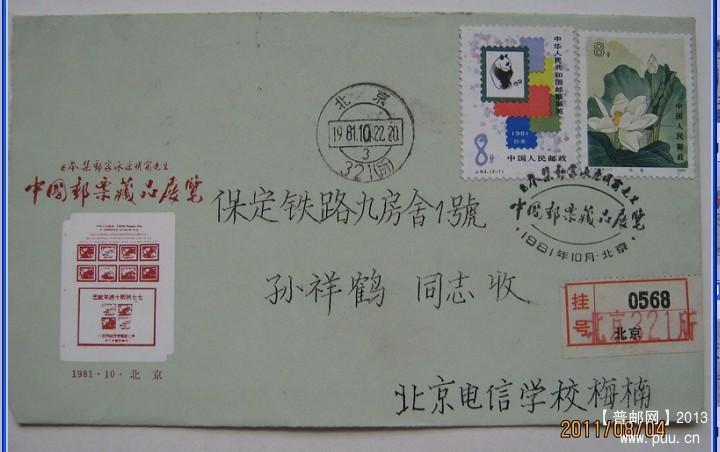 中华人民共和国邮票展览
1981
日本
8分
中国人民邮政
J.63.(2-1)
8分
中国人民邮政
北京
1981.10.22.20
3
321(所)
日本集邮家水原明窗先生
中国邮票藏品展览
1981·10·北京
日本集邮家水原明窗先生
中国邮票藏品展览
·1981年10月·北京·
保定铁路九房舍1號
孙祥鹤 同志收
挂号
0568
北京
北京321所
北京电信学校梅楠
2011/08/04
【普邮网】2013
www.puu.cn